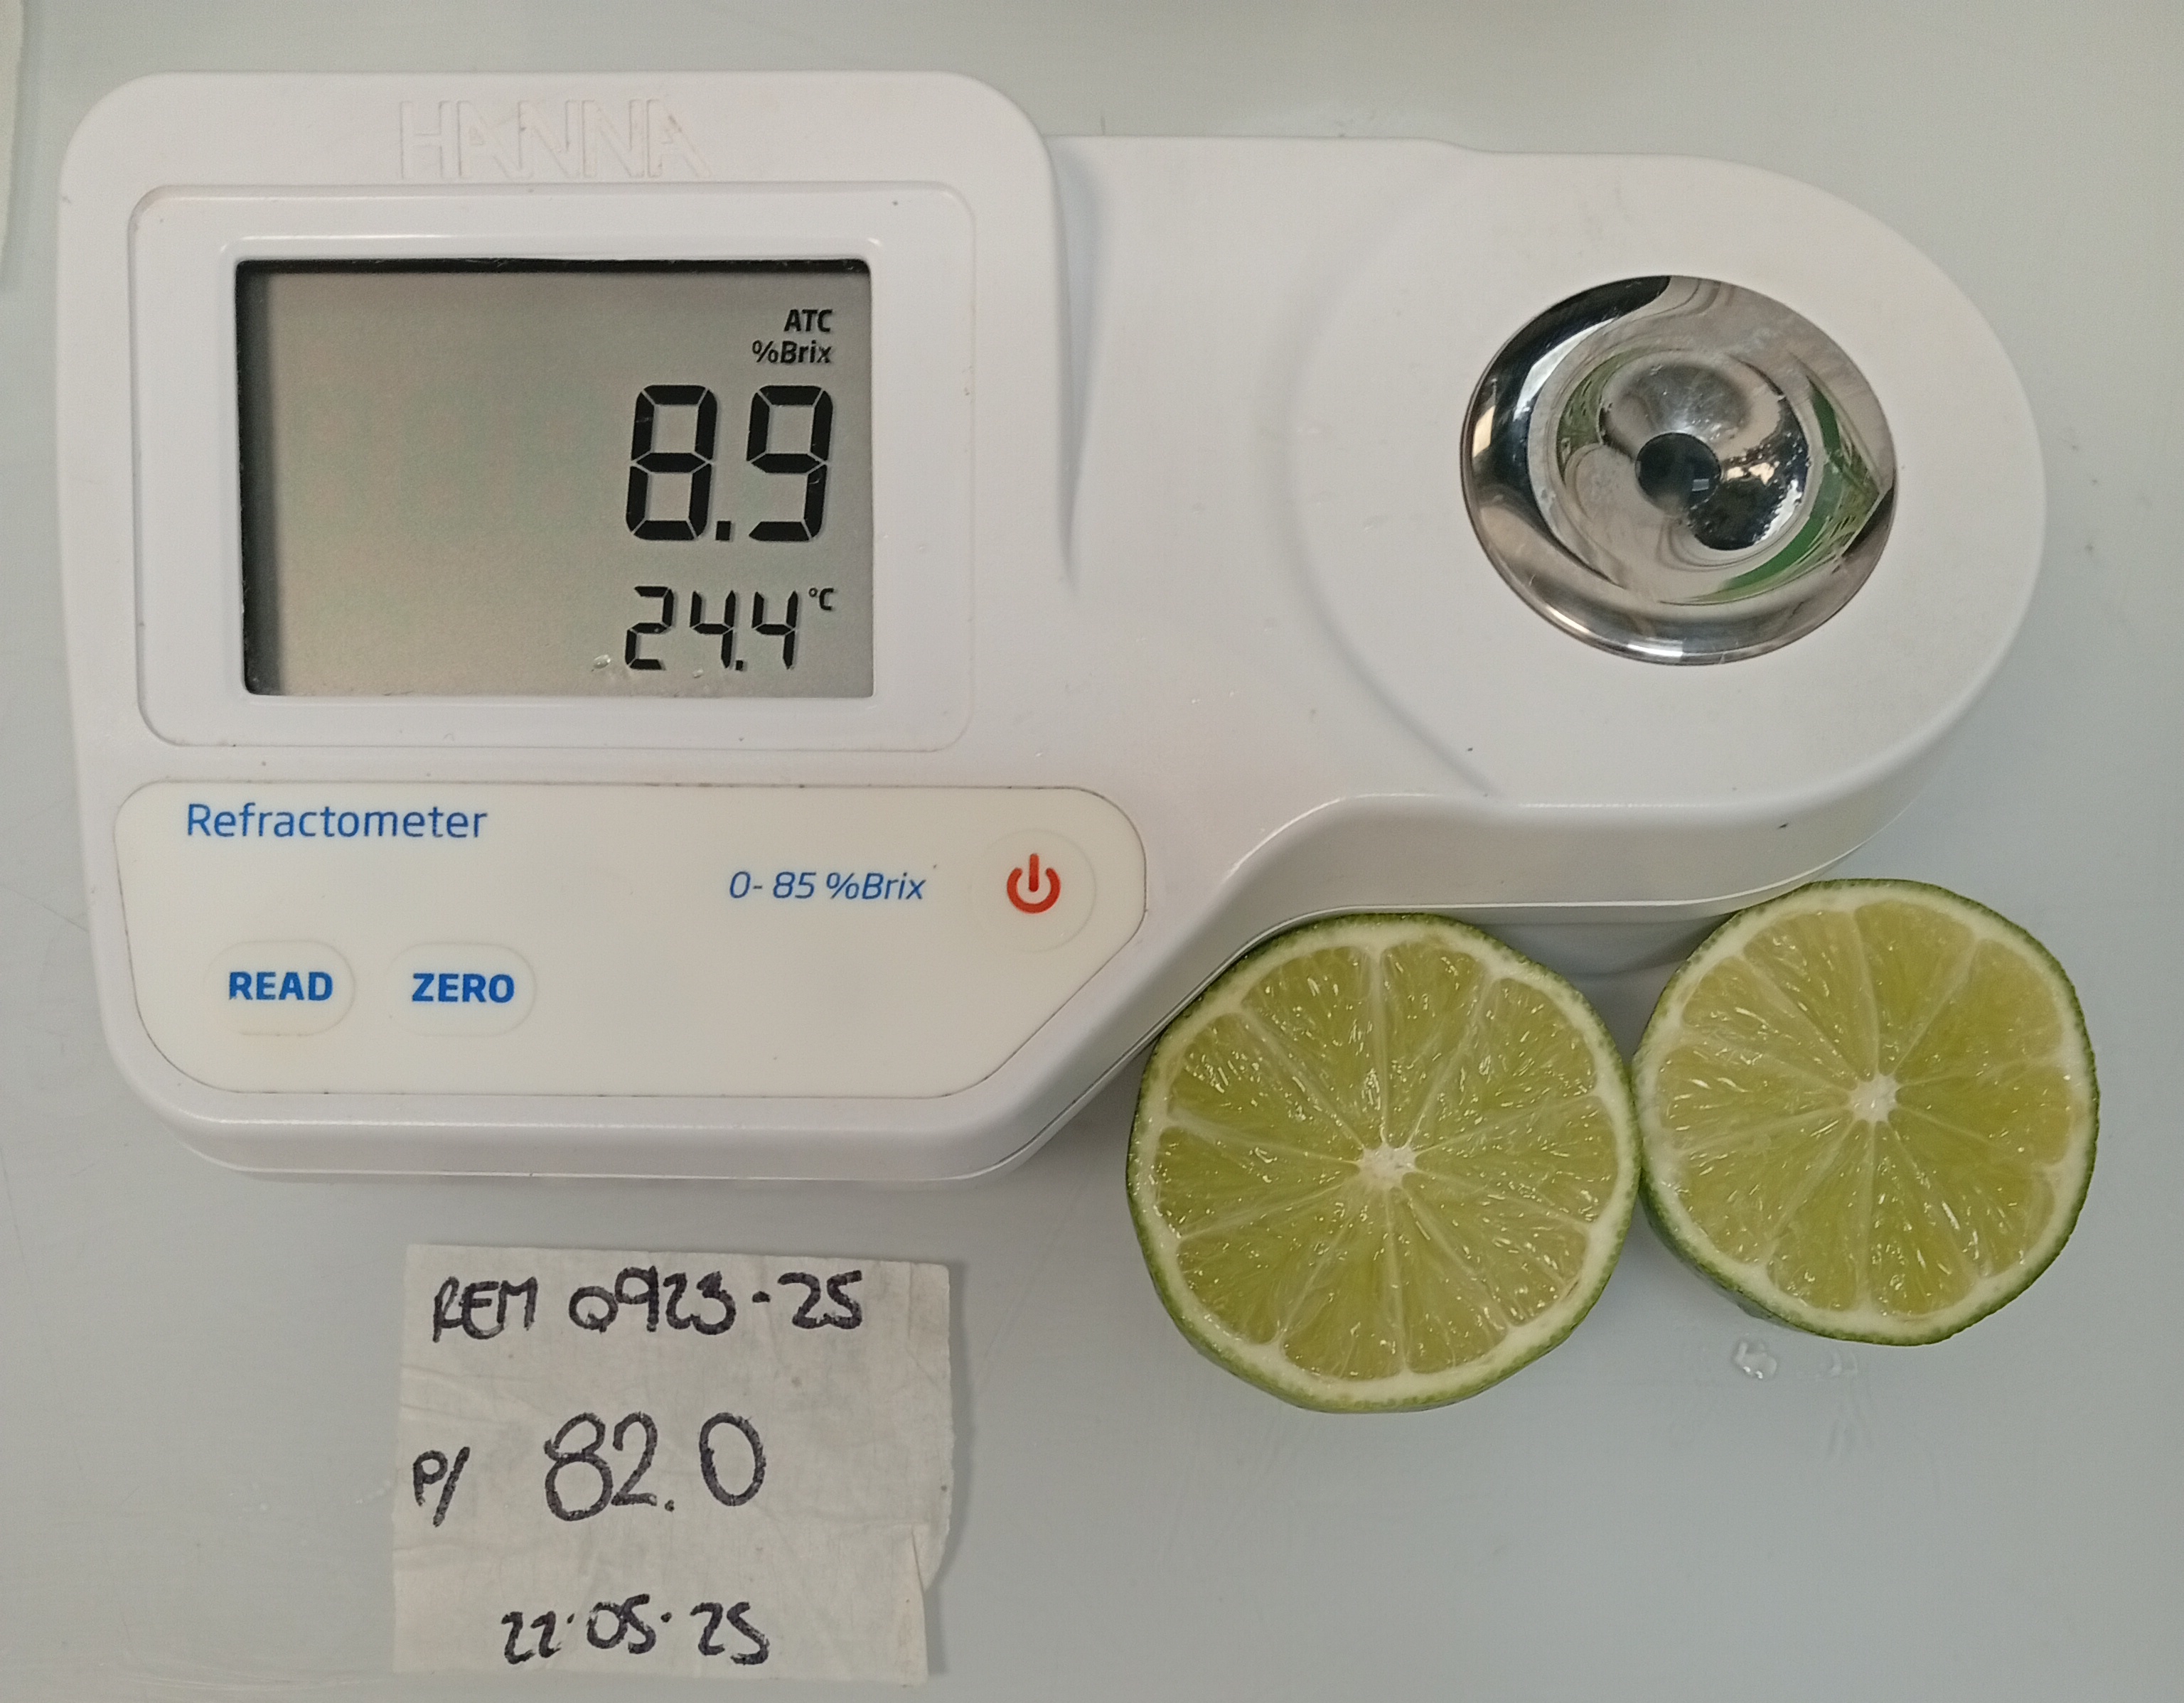 HANNA
ATC
%Brix
8.9
24.4 °C
Refractometer
0-85 %Brix
READ ZERO
REM 0923-25
P/ 82.0
22·05·25